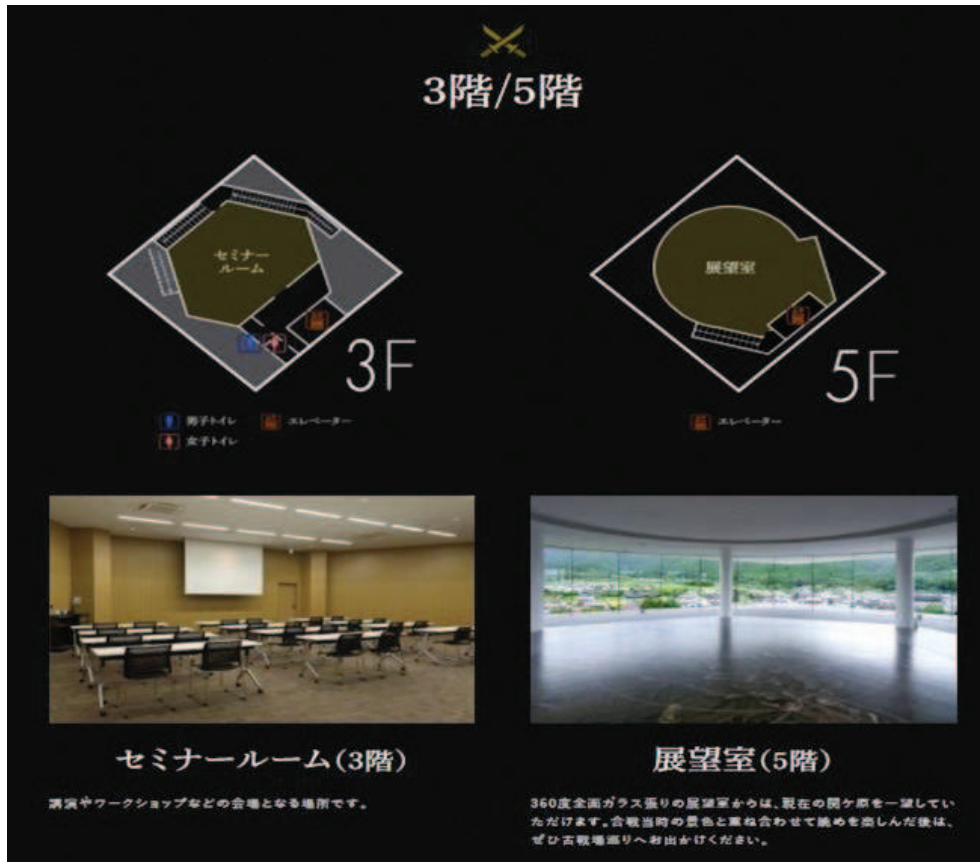 3階/5階
セミナー
ルーム
展望室
3F
5F
男子トイレ
エレベーター
女子トイレ
エレベーター
セミナールーム(3階)
講演やワークショップなどの会場となる場所です。
展望室(5階)
360度全面ガラス張りの展望室からは、現在の関ケ原を一望してい
ただけます。合戦当時の景色と重ね合わせて眺めを楽しんだ後は、
ぜひ古戦場巡りへお出かけください。